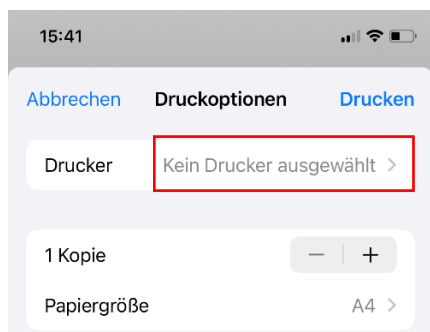 15:41
Abbrechen Druckoptionen Drucken
Drucker Kein Drucker ausgewählt
1 Kopie
Papiergröße A4